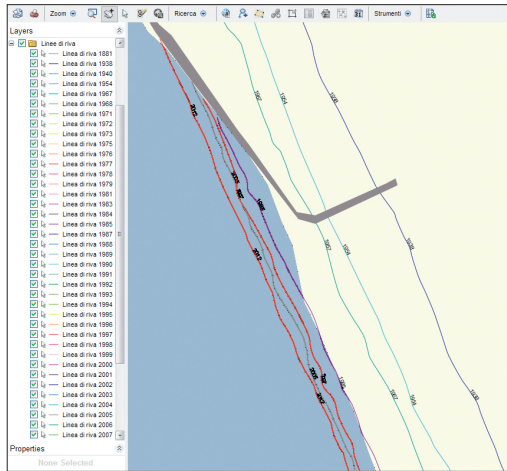 Zoom
Ricerca
Strumenti
Layers
Linee di riva
Linea di riva 1881
Linea di riva 1938
Linea di riva 1940
Linea di riva 1954
Linea di riva 1967
Linea di riva 1968
Linea di riva 1971
Linea di riva 1972
Linea di riva 1973
Linea di riva 1975
Linea di riva 1976
Linea di riva 1977
Linea di riva 1978
Linea di riva 1979
Linea di riva 1981
Linea di riva 1983
Linea di riva 1984
Linea di riva 1985
Linea di riva 1987
Linea di riva 1988
Linea di riva 1989
Linea di riva 1990
Linea di riva 1991
Linea di riva 1992
Linea di riva 1993
Linea di riva 1994
Linea di riva 1995
Linea di riva 1996
Linea di riva 1997
Linea di riva 1998
Linea di riva 1999
Linea di riva 2000
Linea di riva 2001
Linea di riva 2002
Linea di riva 2003
Linea di riva 2004
Linea di riva 2005
Linea di riva 2006
Linea di riva 2007
Properties
None Selected
1967
1954
1938
2012
2005
1985
2012
1967
1954
1938
2005
2012
1985
1967
1954
1938